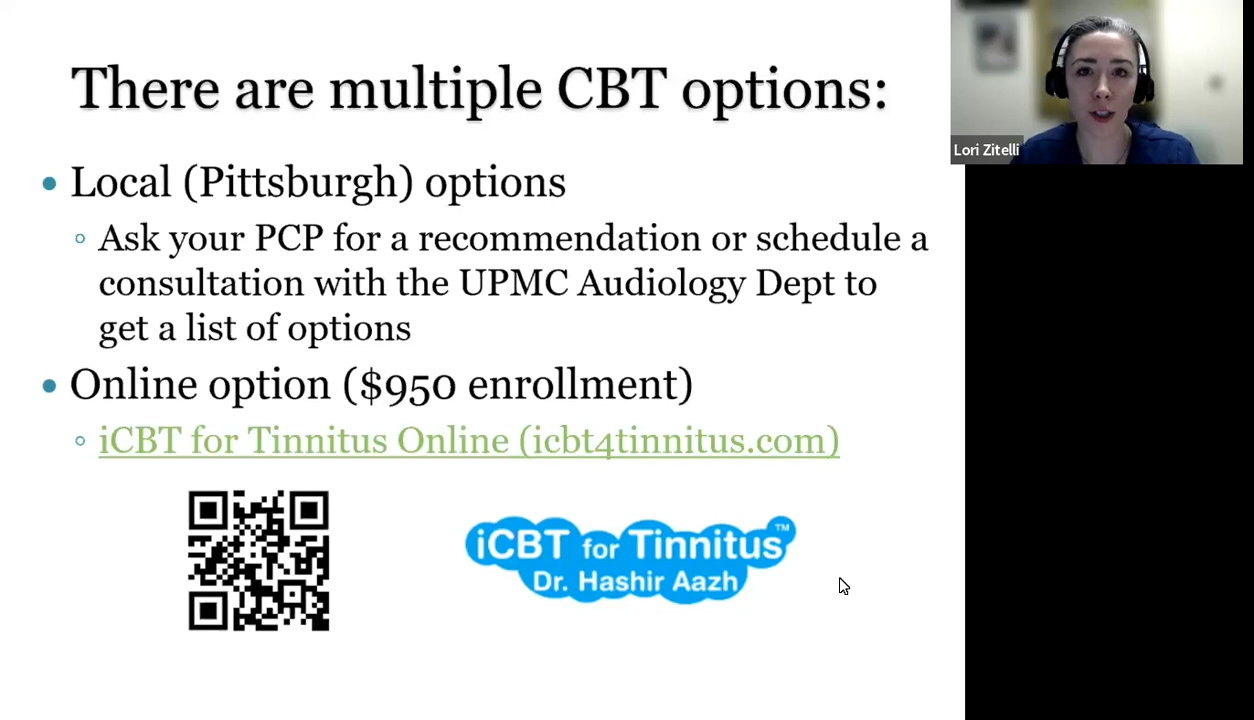 There are multiple CBT options:
Lori Zitelli
• Local (Pittsburgh) options
◦ Ask your PCP for a recommendation or schedule a
consultation with the UPMC Audiology Dept to
get a list of options
• Online option ($950 enrollment)
◦ iCBT for Tinnitus Online (icbt4tinnitus.com)
iCBT for Tinnitus™
Dr. Hashir Aazh